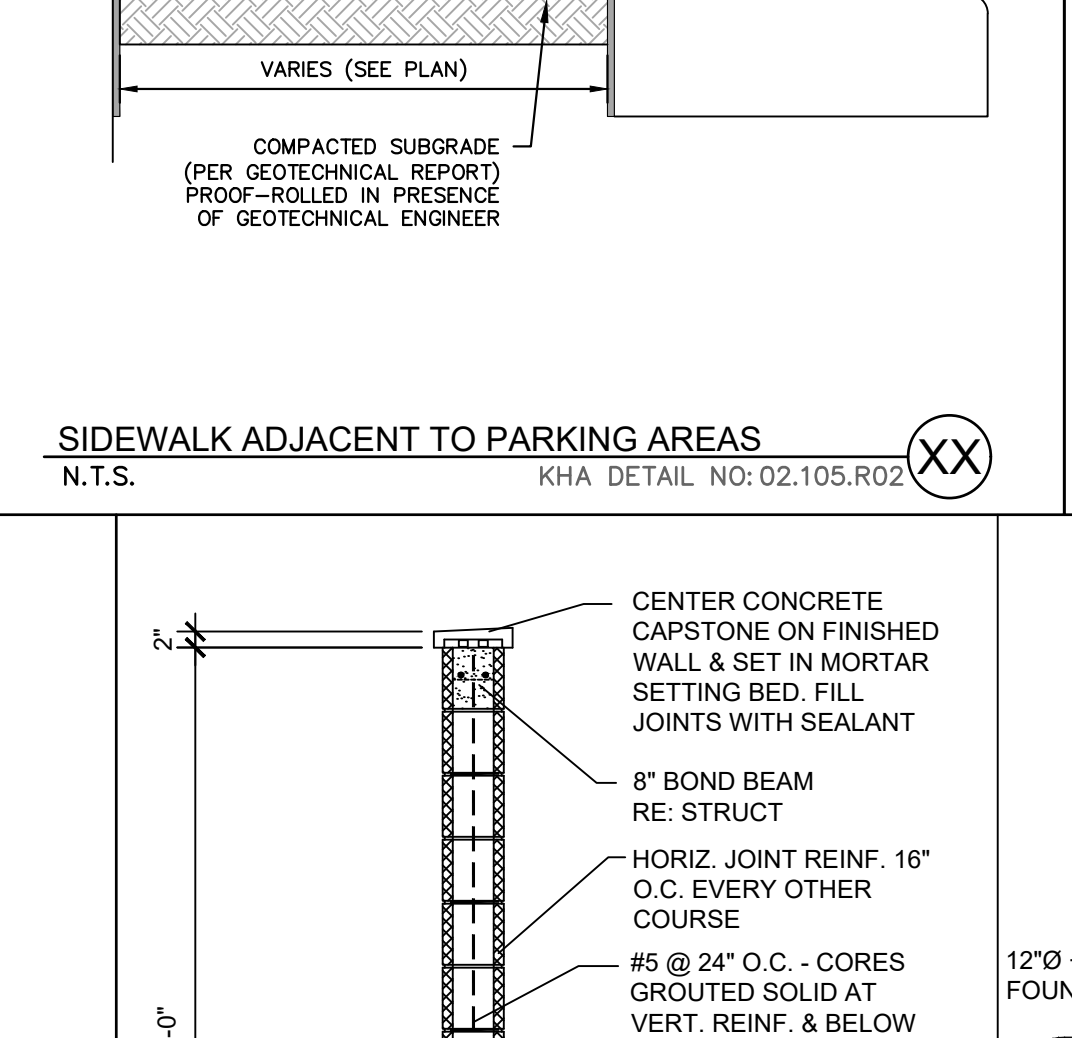 VARIES (SEE PLAN)
COMPACTED SUBGRADE
(PER GEOTECHNICAL REPORT)
PROOF-ROLLED IN PRESENCE
OF GEOTECHNICAL ENGINEER
SIDEWALK ADJACENT TO PARKING AREAS
N.T.S.
KHA DETAIL NO: 02.105.R02
XX
2"
CENTER CONCRETE
CAPSTONE ON FINISHED
WALL & SET IN MORTAR
SETTING BED. FILL
JOINTS WITH SEALANT
8" BOND BEAM
RE: STRUCT
HORIZ. JOINT REINF. 16"
O.C. EVERY OTHER
COURSE
#5 @ 24" O.C. - CORES
GROUTED SOLID AT
VERT. REINF. & BELOW
-0"
12"Ø
FOUN